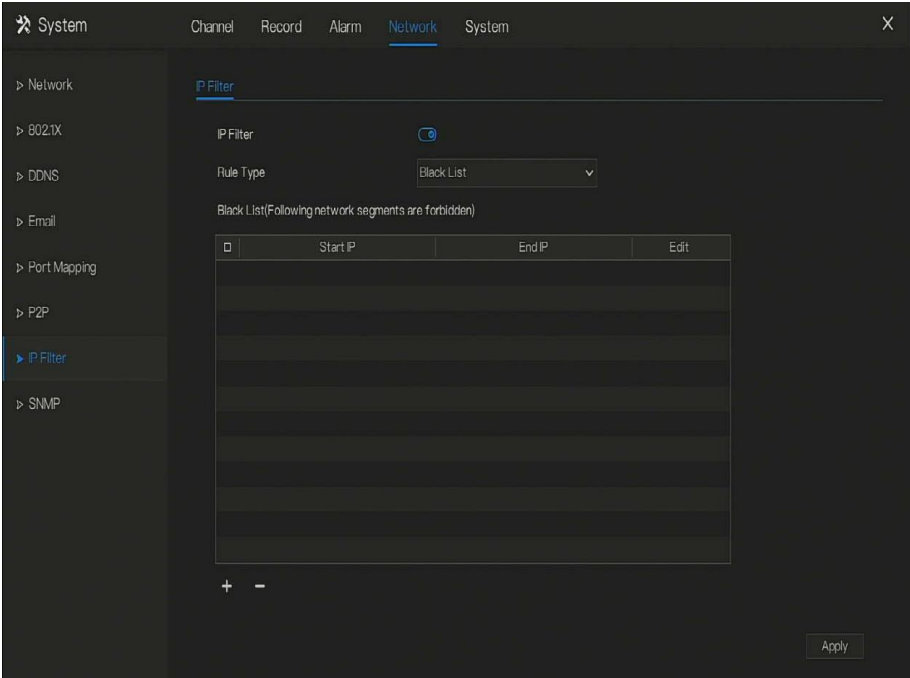 System
Channel Record Alarm Network System X
Network
802.1X
DDNS
Email
Port Mapping
P2P
IP Filter
SNMP
IP Filter
IP Filter
Rule Type Black List
Black List(Following network segments are forbidden)
Start IP End IP Edit
+ -
Apply